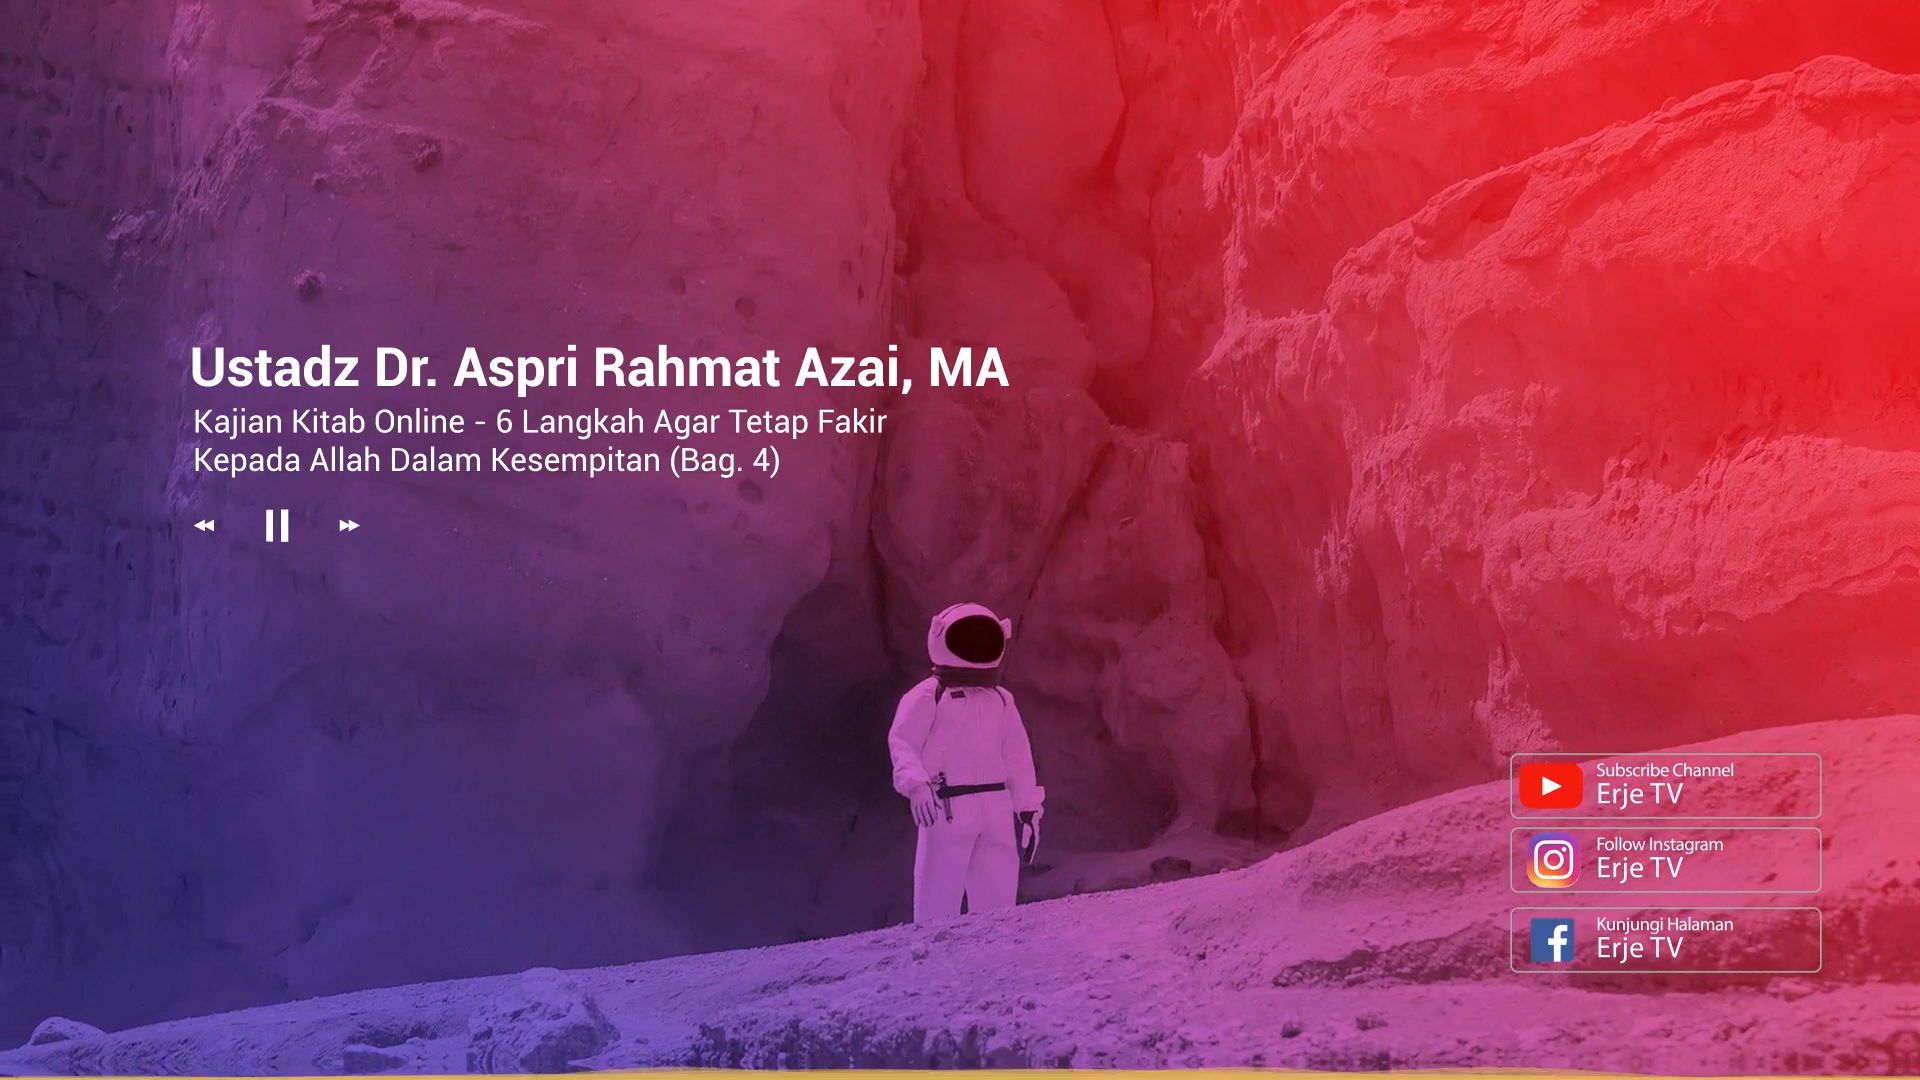 Ustadz Dr. Aspri Rahmat Azai, MA
Kajian Kitab Online - 6 Langkah Agar Tetap Fakir
Kepada Allah Dalam Kesempitan (Bag. 4)
Subscribe Channel
Erje TV
Follow Instagram
Erje TV
Kunjungi Halaman
Erje TV